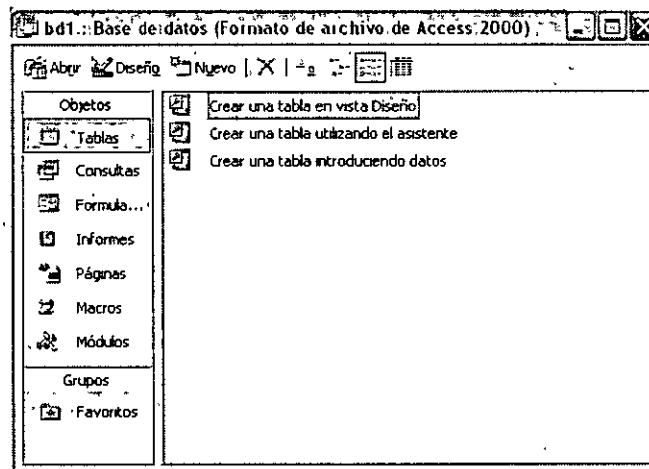 bd1 : Base de datos (Formato de archivo de Access 2000)
Abrir Diseño Nuevo
Objetos
Tablas
Consultas
Formula...
Informes
Páginas
Macros
Módulos
Grupos
Favoritos
Crear una tabla en vista Diseño
Crear una tabla utilizando el asistente
Crear una tabla introduciendo datos